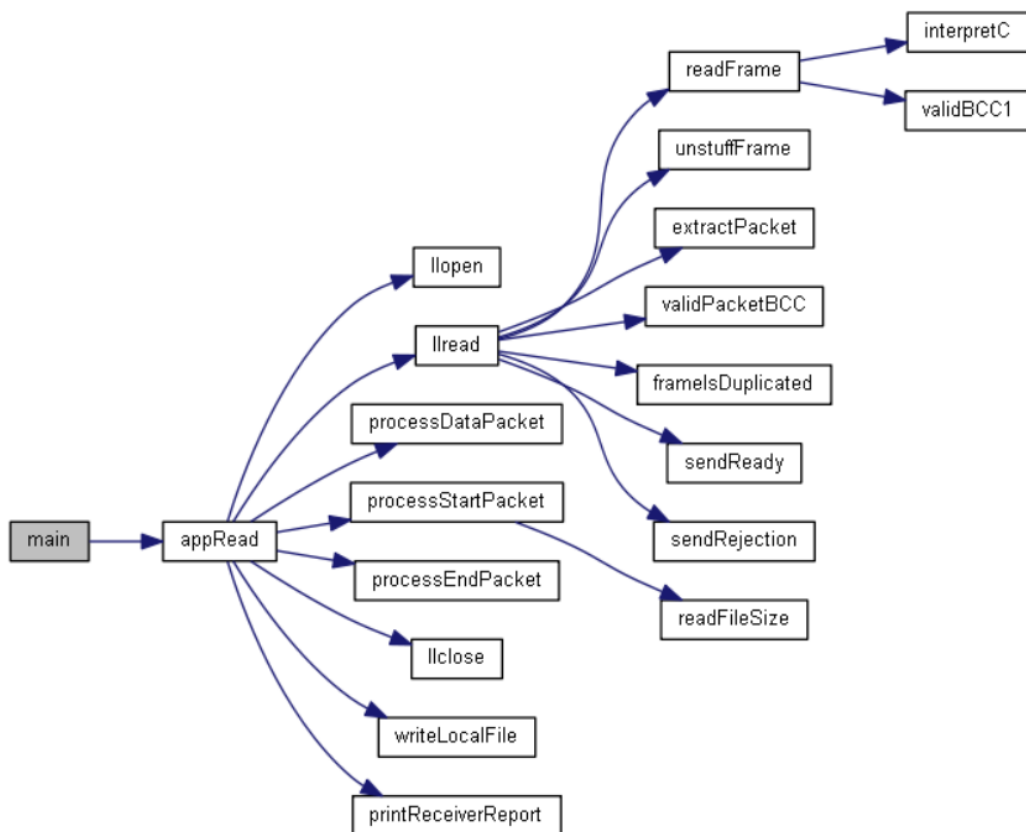 interpretC
readFrame
validBCC1
unstuffFrame
extractPacket
llopen
validPacketBCC
llread
frameIsDuplicated
processDataPacket
sendReady
processStartPacket
main
appRead
sendRejection
processEndPacket
readFileSize
llclose
writeLocalFile
printReceiverReport